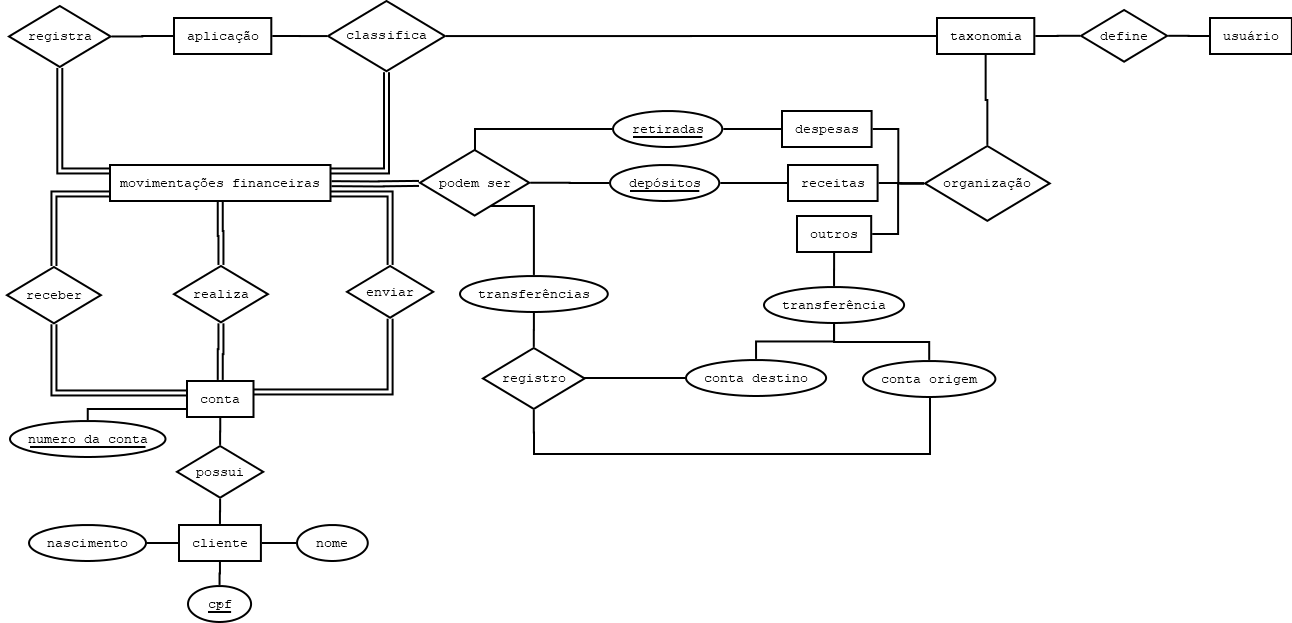 registra
aplicação
classifica
taxonomia
define
usuário
retiradas
despesas
movimentações financeiras
podem ser
depósitos
receitas
organização
outros
receber
realiza
enviar
transferências
transferência
registro
conta destino
conta origem
conta
numero da conta
possui
nascimento
cliente
nome
cpf